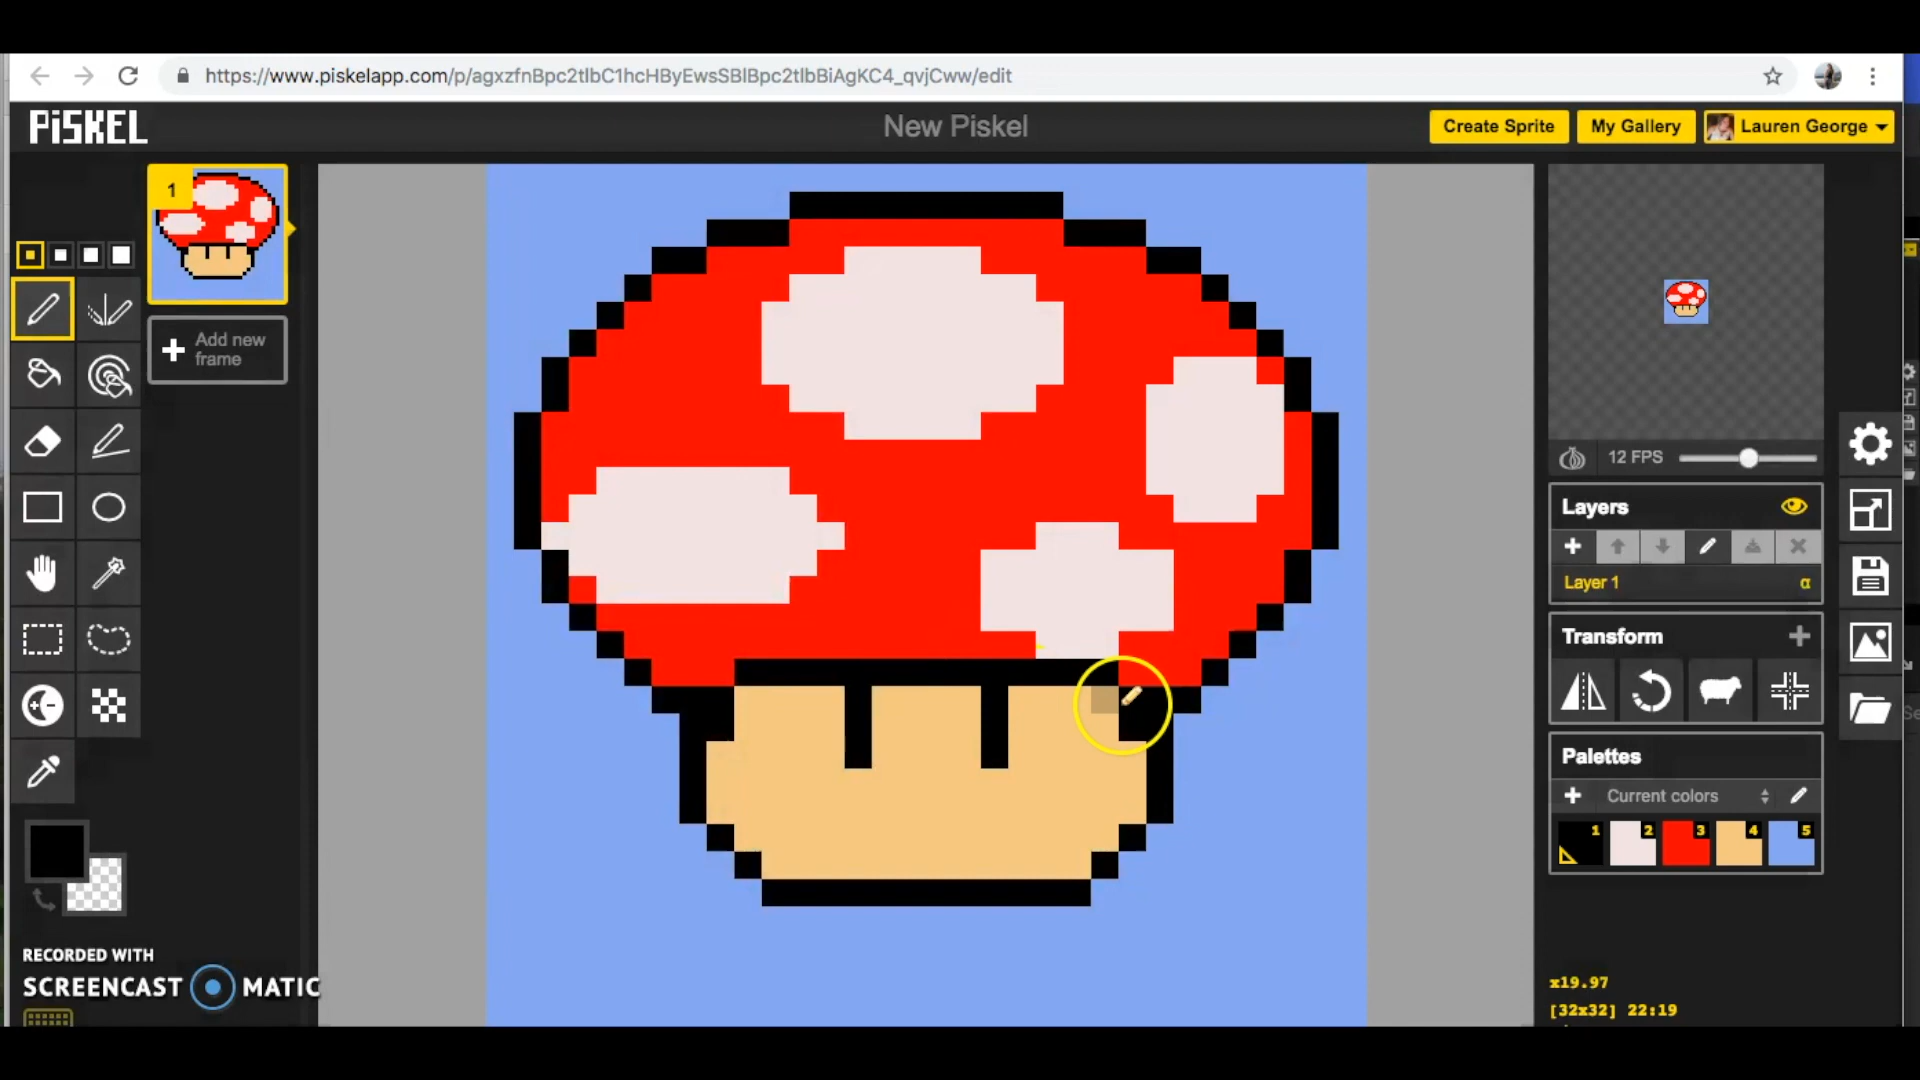 https://www.piskelapp.com/p/agxzfnBpc2tlbC1hcHByEwsSBlBpc2tlbBiAgKC4_qvjCww/edit
PiSKEL
New Piskel
Create Sprite
My Gallery
Lauren George
1
Add new
frame
12 FPS
Layers
Layer 1
α
Transform
Palettes
Current colors
1 2 3 4 5
RECORDED WITH
SCREENCAST MATIC
x19.97
[32x32] 22:19